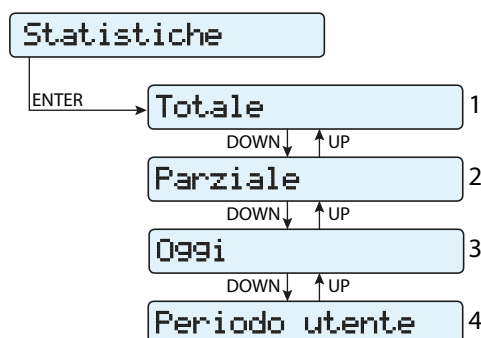 Statistiche
ENTER
Totale 1
DOWN UP
Parziale 2
DOWN UP
Oggi 3
DOWN UP
Periodo utente 4